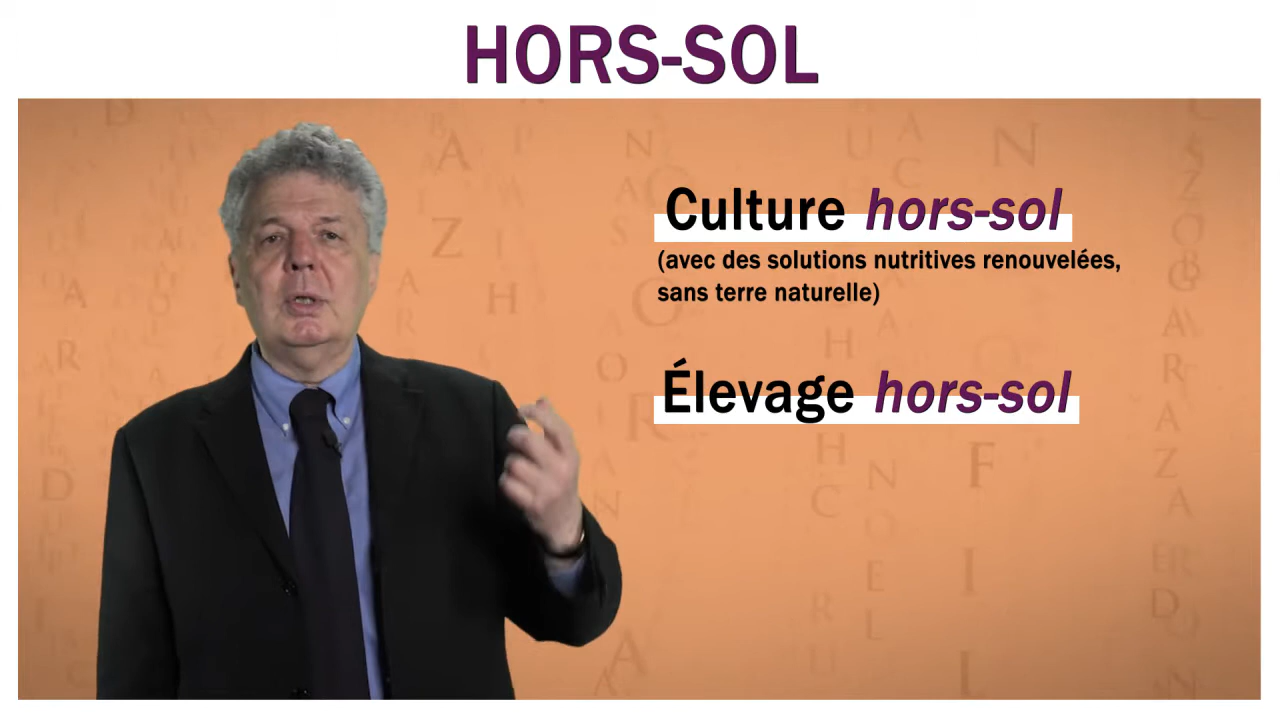 HORS-SOL
Culture hors-sol
(avec des solutions nutritives renouvelées,
sans terre naturelle)
Élevage hors-sol